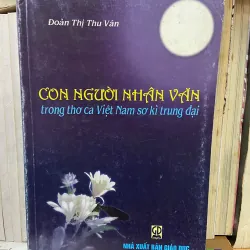 Đoàn Thị Thu Vân
CON NGƯỜI NHÂN VĂN
trong thơ ca Việt Nam sơ kì trung đại
NHÀ XUẤT BẢN GIÁO DỤC